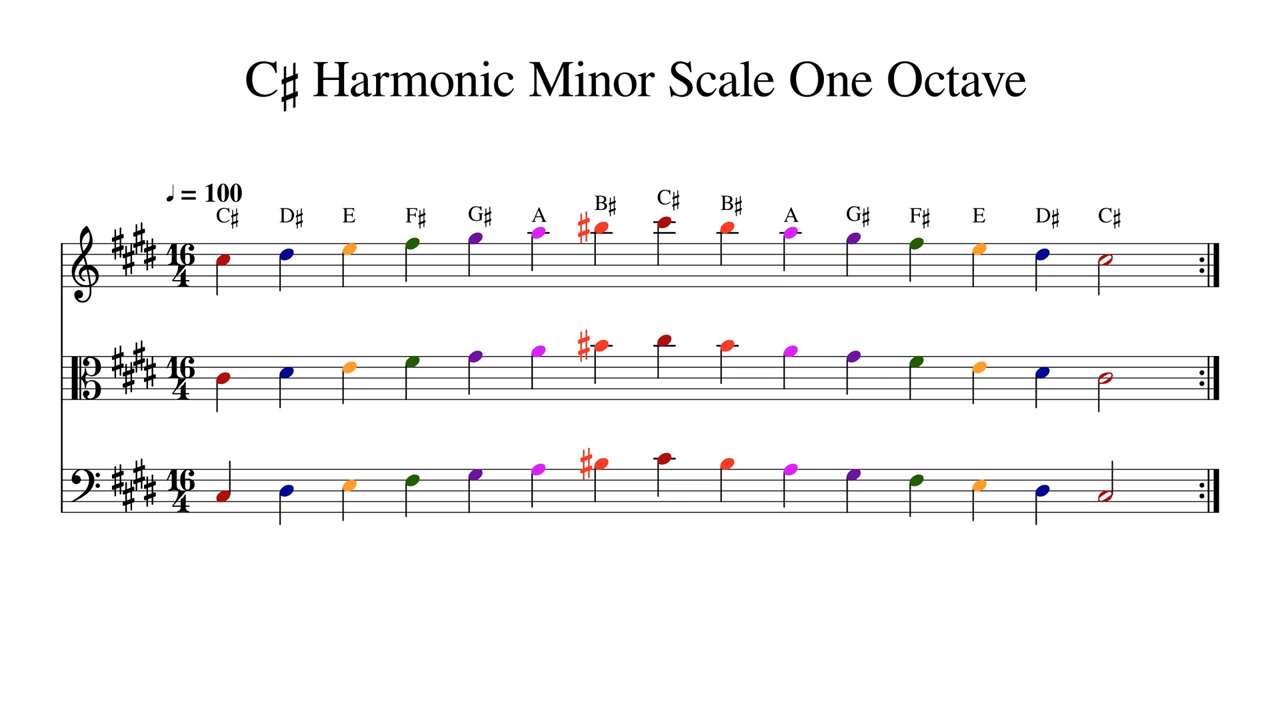 C♯ Harmonic Minor Scale One Octave
♩ = 100
C♯ D♯ E F♯ G♯ A B♯ C♯ B♯ A G♯ F♯ E D♯ C♯
16
4
16
4
16
4